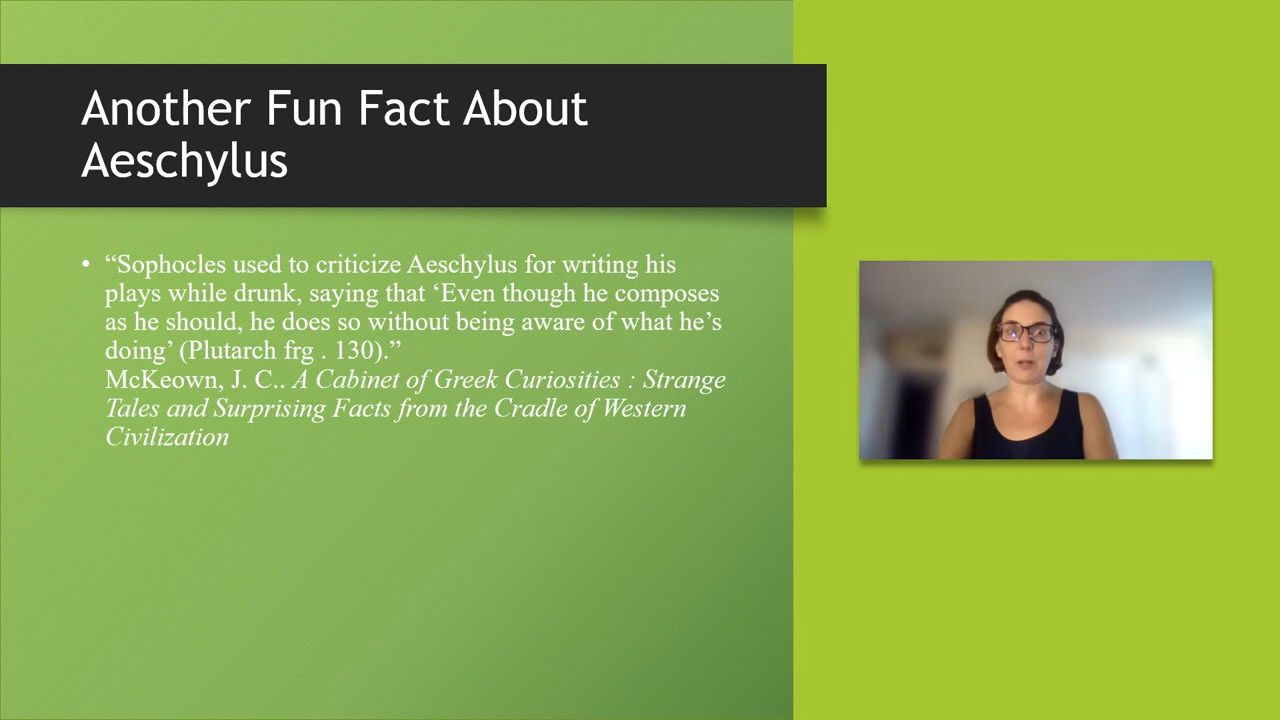 Another Fun Fact About
Aeschylus
• “Sophocles used to criticize Aeschylus for writing his
plays while drunk, saying that ‘Even though he composes
as he should, he does so without being aware of what he’s
doing’ (Plutarch frg . 130).”
McKeown, J. C.. A Cabinet of Greek Curiosities : Strange
Tales and Surprising Facts from the Cradle of Western
Civilization